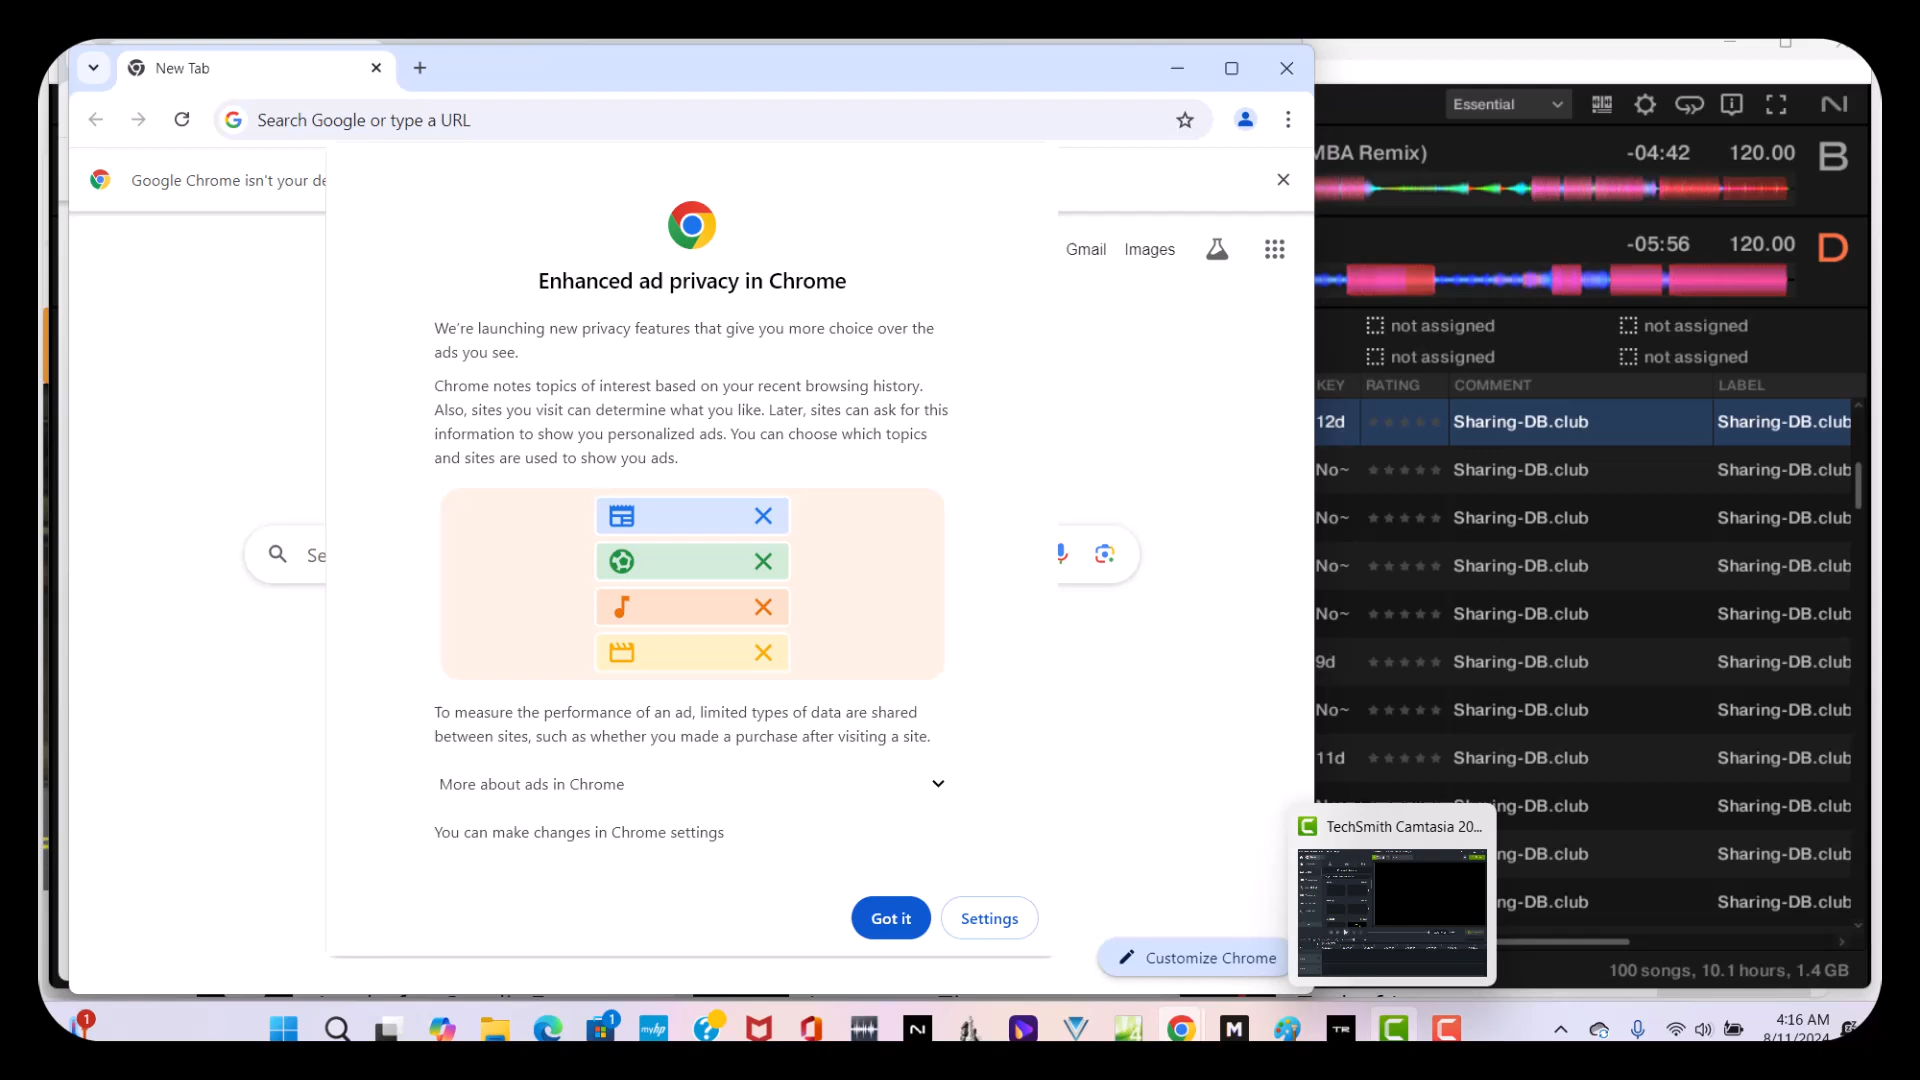 New Tab
Search Google or type a URL
Google Chrome isn't your de
Gmail Images
Enhanced ad privacy in Chrome
We're launching new privacy features that give you more choice over the
ads you see.
Chrome notes topics of interest based on your recent browsing history.
Also, sites you visit can determine what you like. Later, sites can ask for this
information to show you personalized ads. You can choose which topics
and sites are used to show you ads.
Se
To measure the performance of an ad, limited types of data are shared
between sites, such as whether you made a purchase after visiting a site.
More about ads in Chrome
You can make changes in Chrome settings
Got it Settings
Customize Chrome
Essential
MBA Remix) -04:42 120.00 B
-05:56 120.00 D
not assigned not assigned
not assigned not assigned
KEY RATING COMMENT LABEL
12d Sharing-DB.club Sharing-DB.club
No~ Sharing-DB.club Sharing-DB.club
No~ Sharing-DB.club Sharing-DB.club
No~ Sharing-DB.club Sharing-DB.club
No~ Sharing-DB.club Sharing-DB.club
9d Sharing-DB.club Sharing-DB.club
No~ Sharing-DB.club Sharing-DB.club
11d Sharing-DB.club Sharing-DB.club
ng-DB.club Sharing-DB.club
ng-DB.club Sharing-DB.club
ng-DB.club Sharing-DB.club
TechSmith Camtasia 20...
100 songs, 10.1 hours, 1.4 GB
1 1 myhp N M TR
4:16 AM
8/11/2024